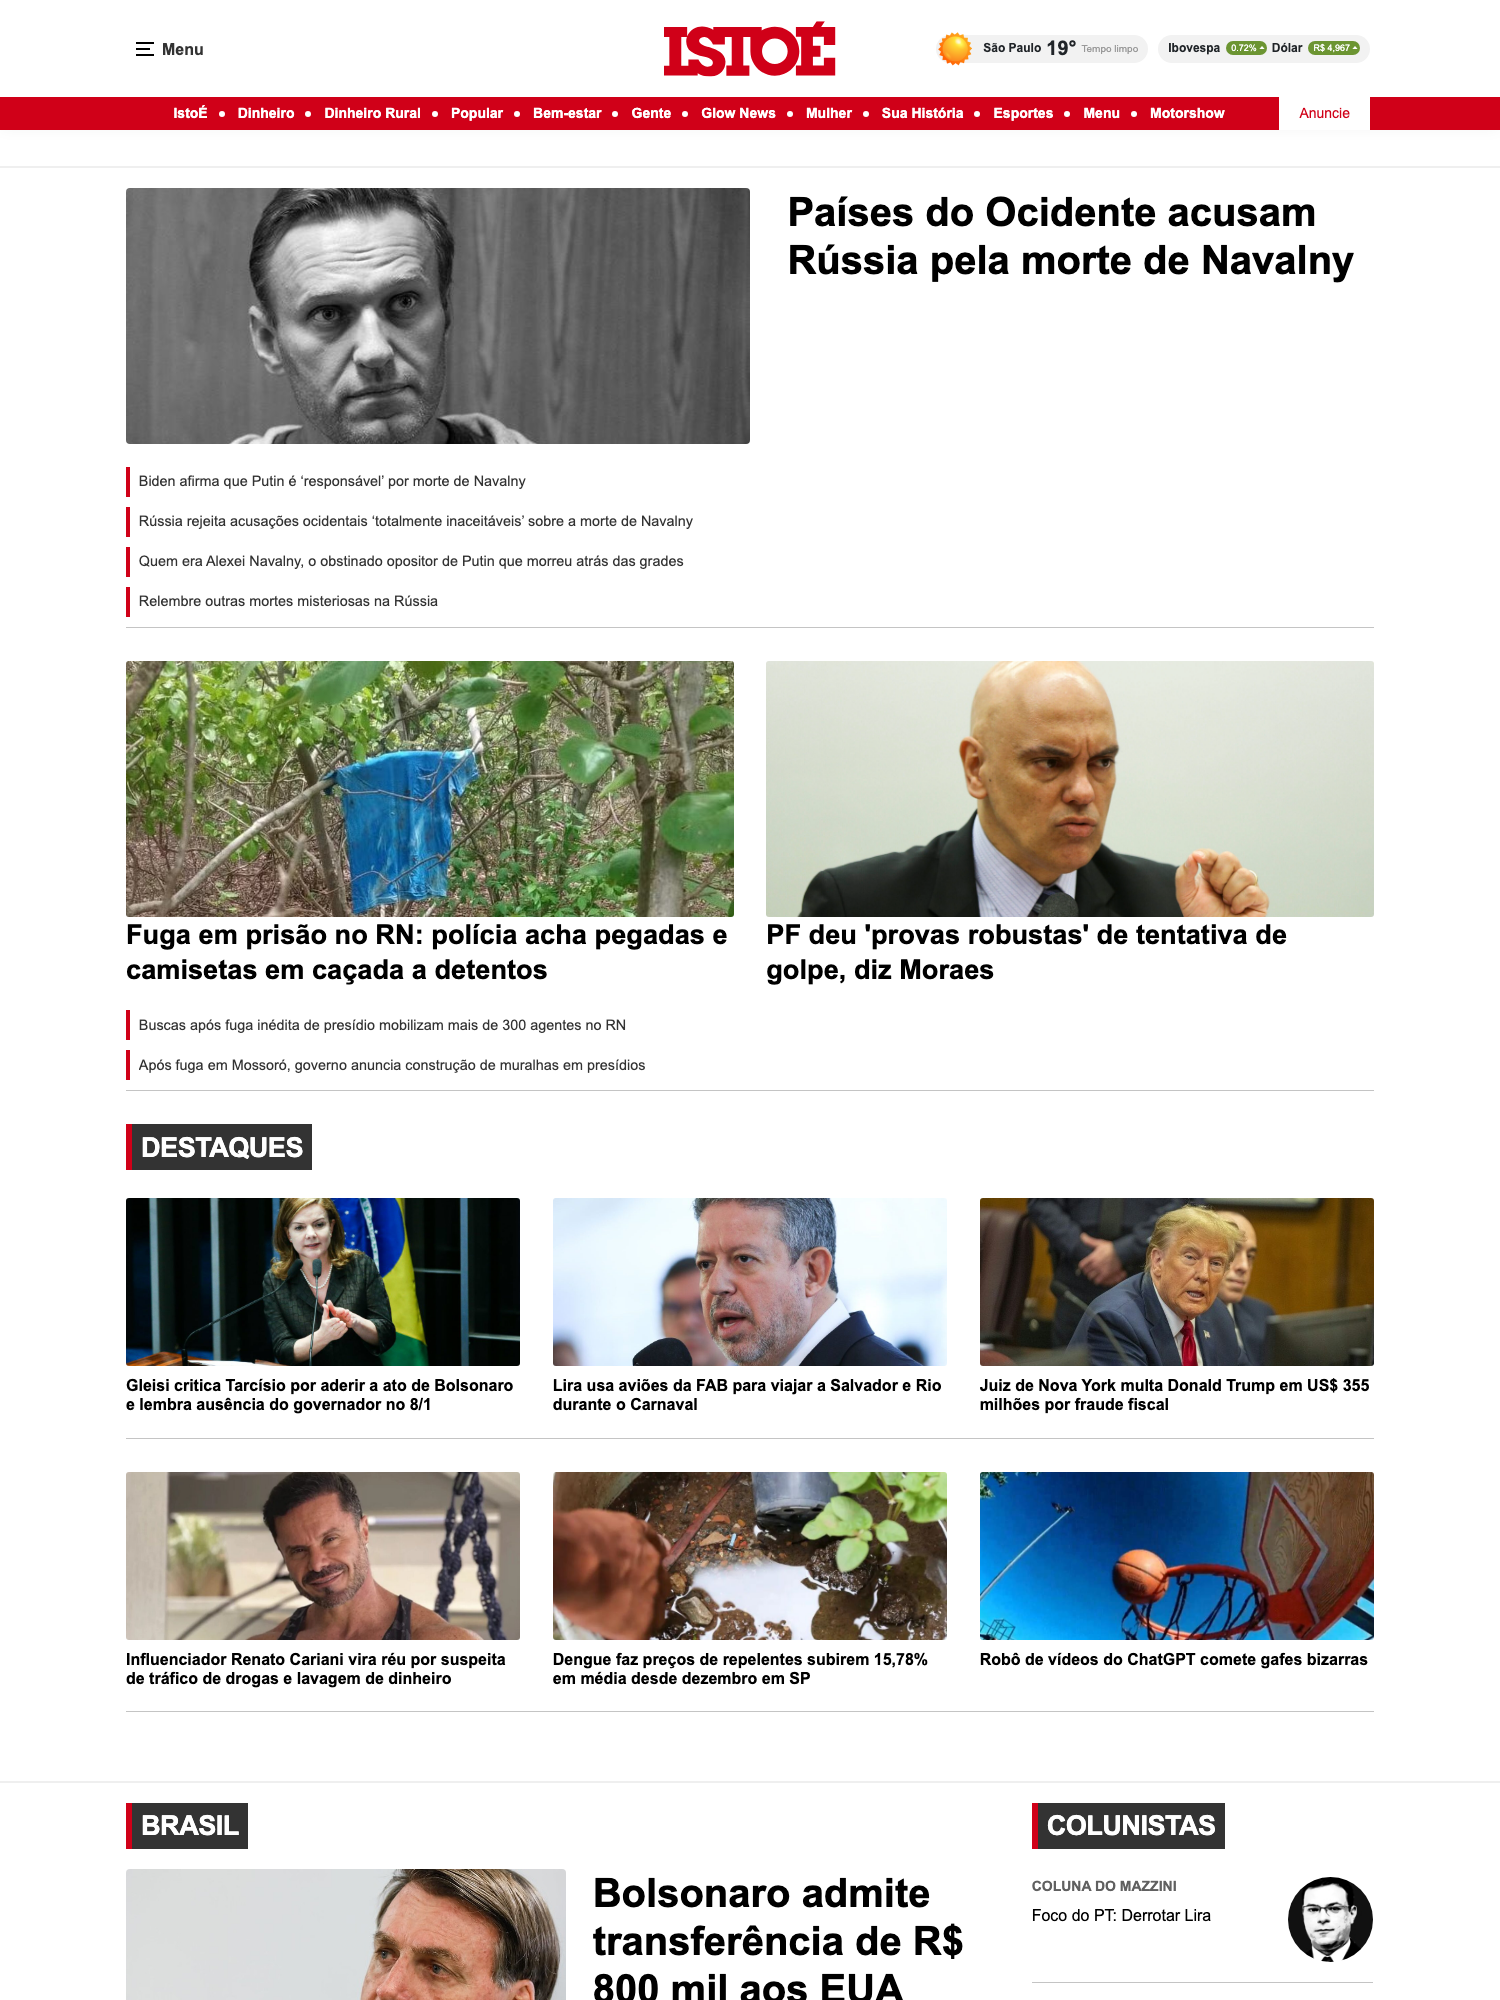 Menu
ISTOÉ
São Paulo 19° Tempo limpo
Ibovespa 0.72% Dólar R$ 4,967
IstoÉ • Dinheiro • Dinheiro Rural • Popular • Bem-estar • Gente • Glow News • Mulher • Sua História • Esportes • Menu • Motorshow
Anuncie
Países do Ocidente acusam
Rússia pela morte de Navalny
Biden afirma que Putin é ‘responsável’ por morte de Navalny
Rússia rejeita acusações ocidentais ‘totalmente inaceitáveis’ sobre a morte de Navalny
Quem era Alexei Navalny, o obstinado opositor de Putin que morreu atrás das grades
Relembre outras mortes misteriosas na Rússia
Fuga em prisão no RN: polícia acha pegadas e
camisetas em caçada a detentos
Buscas após fuga inédita de presídio mobilizam mais de 300 agentes no RN
Após fuga em Mossoró, governo anuncia construção de muralhas em presídios
PF deu 'provas robustas' de tentativa de
golpe, diz Moraes
DESTAQUES
Gleisi critica Tarcísio por aderir a ato de Bolsonaro
e lembra ausência do governador no 8/1
Lira usa aviões da FAB para viajar a Salvador e Rio
durante o Carnaval
Juiz de Nova York multa Donald Trump em US$ 355
milhões por fraude fiscal
Influenciador Renato Cariani vira réu por suspeita
de tráfico de drogas e lavagem de dinheiro
Dengue faz preços de repelentes subirem 15,78%
em média desde dezembro em SP
Robô de vídeos do ChatGPT comete gafes bizarras
BRASIL
Bolsonaro admite
transferência de R$
800 mil aos EUA
COLUNISTAS
COLUNA DO MAZZINI
Foco do PT: Derrotar Lira